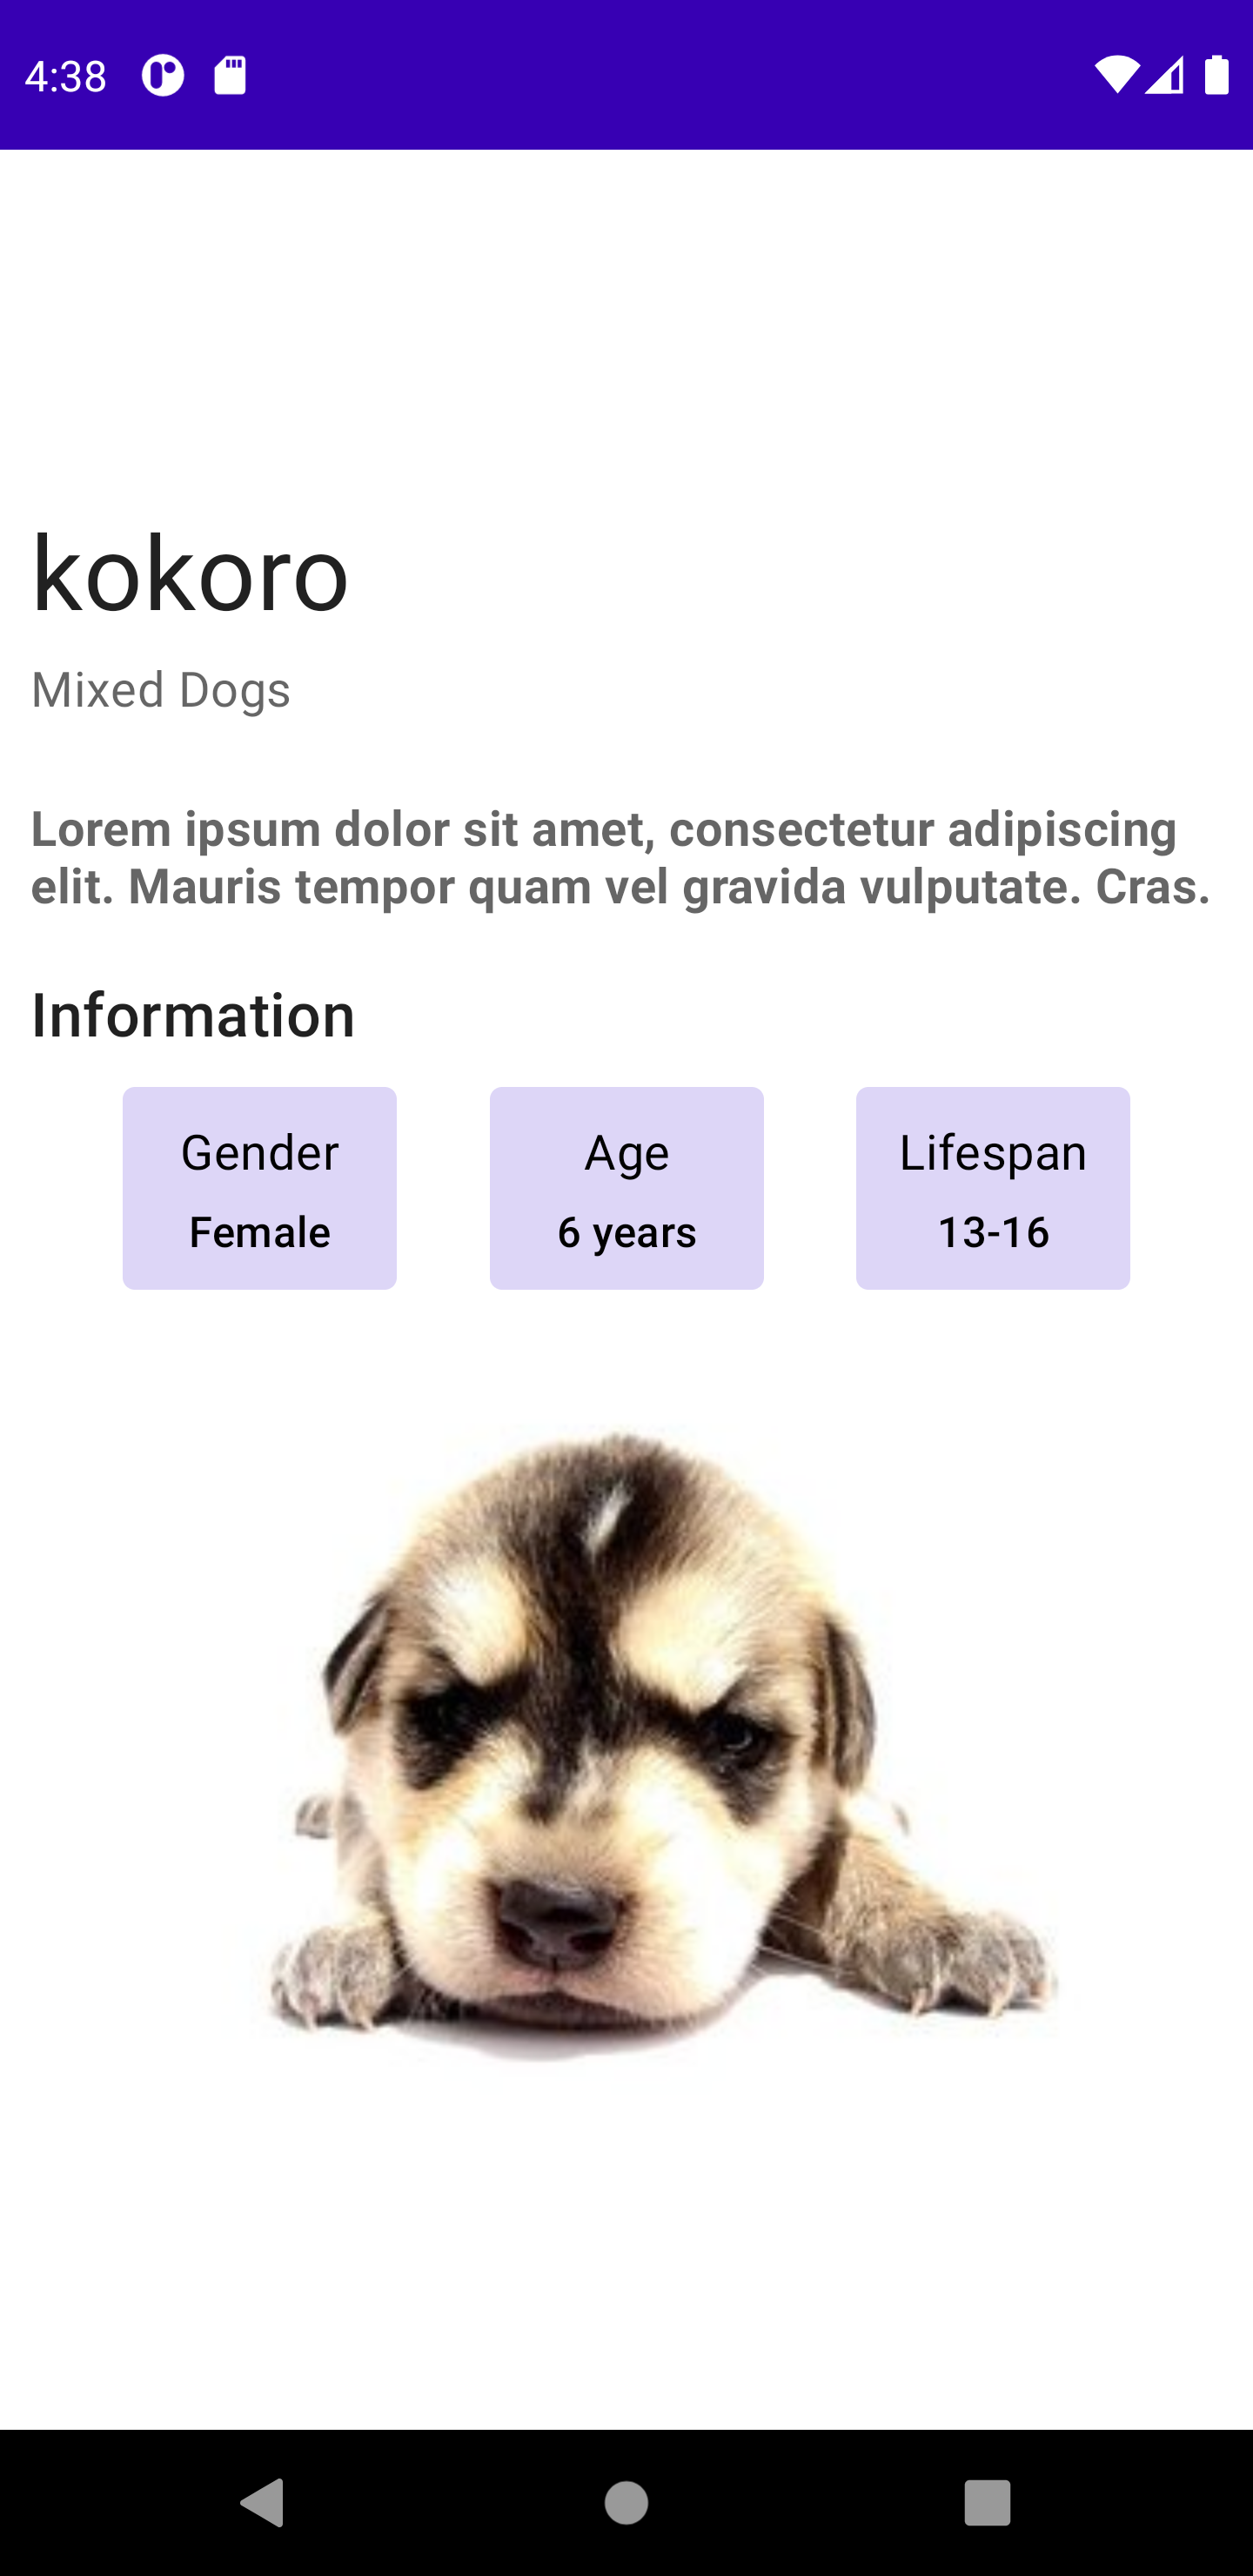 4:38
kokoro
Mixed Dogs
Lorem ipsum dolor sit amet, consectetur adipiscing
elit. Mauris tempor quam vel gravida vulputate. Cras.
Information
Gender
Female
Age
6 years
Lifespan
13-16